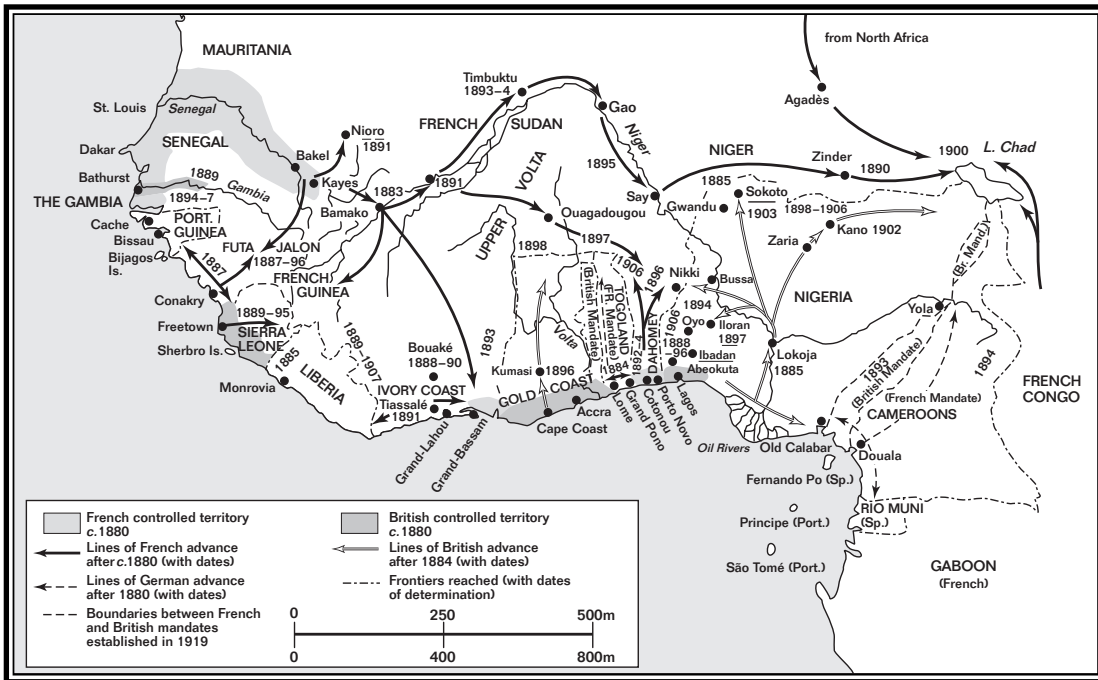 from North Africa
MAURITANIA
Timbuktu
1893–4
Agadès
St. Louis
Senegal
Nioro
1891
FRENCH
SUDAN
Gao
Niger
1900
L. Chad
Dakar
SENEGAL
Bakel
NIGER
Zinder
1890
Bathurst
1889
Gambia
Kayes
1883
1891
VOLTA
1895
Say
1885
Sokoto
1903
1898–1906
THE GAMBIA
1894–7
Bamako
Ouagadougou
Gwandu
Kano 1902
Cache
PORT.
GUINEA
Bissau
Bijagos
Is.
FUTA
JALON
1887–96
UPPER
1898
1897
1906
1896
Nikki
Zaria
Bussa
(Br. Mand.)
1887
FRENCH
GUINEA
NIGERIA
Conakry
1889–95
TOGOLAND
(British Mandate)
(FR. Mandate)
1894
Oyo
Iloran
1897
Yola
Freetown
SIERRA
LEONE
1889–1907
1893
Volta
1892–4
DAHOMEY
1906
1888
–96
Ibadan
Abeokuta
Lokoja
1885
Sherbro Is.
1885
LIBERIA
Bouaké
1888–90
Kumasi
1896
1884
1893
(British Mandate)
1894
FRENCH
CONGO
Monrovia
IVORY COAST
Tiassalé
1891
GOLD COAST
Accra
Cape Coast
(French Mandate)
CAMEROONS
Grand-Lahou
Grand-Bassam
Lome
Grand Pono
Cotonou
Porto Novo
Lagos
Oil Rivers
Old Calabar
Douala
Fernando Po (Sp.)
RIO MUNI
(Sp.)
Principe (Port.)
São Tomé (Port.)
GABOON
(French)
French controlled territory
c.1880
Lines of French advance
after c.1880 (with dates)
Lines of German advance
after 1880 (with dates)
Boundaries between French
and British mandates
established in 1919
British controlled territory
c.1880
Lines of British advance
after 1884 (with dates)
Frontiers reached (with dates
of determination)
0 250 500m
0 400 800m